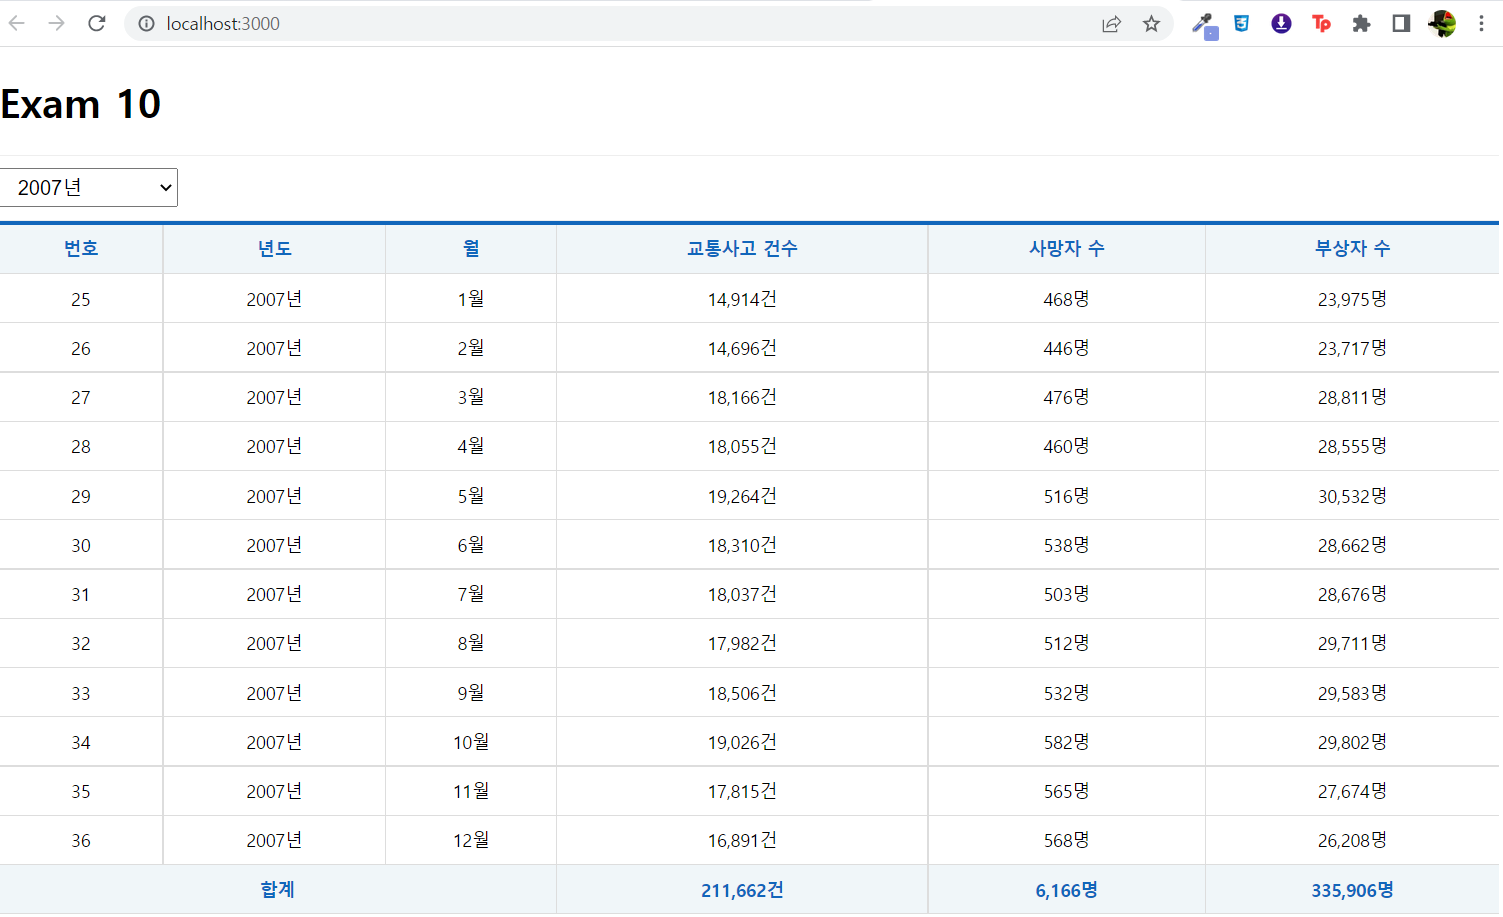 localhost:3000
Tp
Exam 10
2007년
번호 년도 월 교통사고 건수 사망자 수 부상자 수
25 2007년 1월 14,914건 468명 23,975명
26 2007년 2월 14,696건 446명 23,717명
27 2007년 3월 18,166건 476명 28,811명
28 2007년 4월 18,055건 460명 28,555명
29 2007년 5월 19,264건 516명 30,532명
30 2007년 6월 18,310건 538명 28,662명
31 2007년 7월 18,037건 503명 28,676명
32 2007년 8월 17,982건 512명 29,711명
33 2007년 9월 18,506건 532명 29,583명
34 2007년 10월 19,026건 582명 29,802명
35 2007년 11월 17,815건 565명 27,674명
36 2007년 12월 16,891건 568명 26,208명
합계 211,662건 6,166명 335,906명